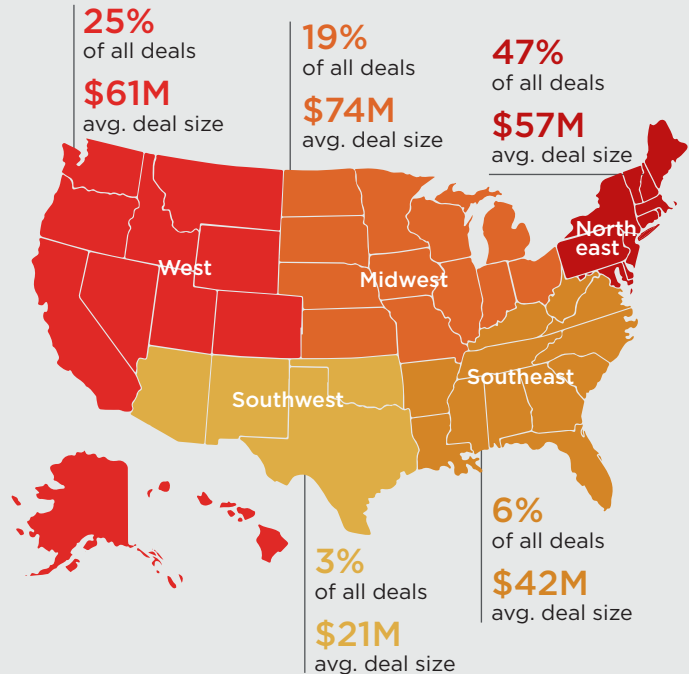 25%
of all deals
$61M
avg. deal size
19%
of all deals
$74M
avg. deal size
47%
of all deals
$57M
avg. deal size
West
Midwest
North
east
Southwest
Southeast
3%
of all deals
$21M
avg. deal size
6%
of all deals
$42M
avg. deal size